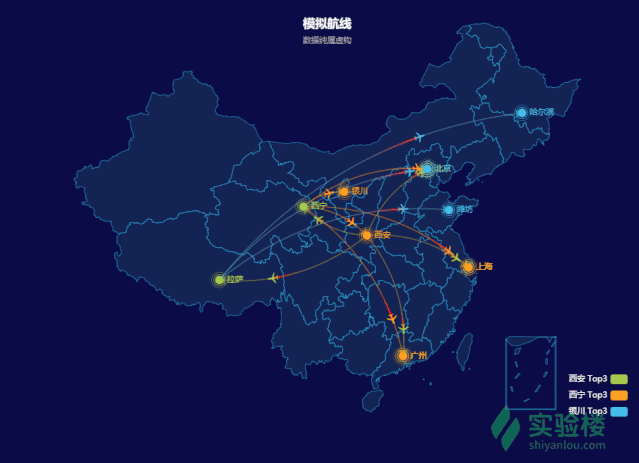 模拟航线
数据纯属虚构
哈尔滨
北京
银川
西宁
潍坊
西安
上海
拉萨
广州
西安 Top3
西宁 Top3
银川 Top3
实验楼
shiyanlou.com